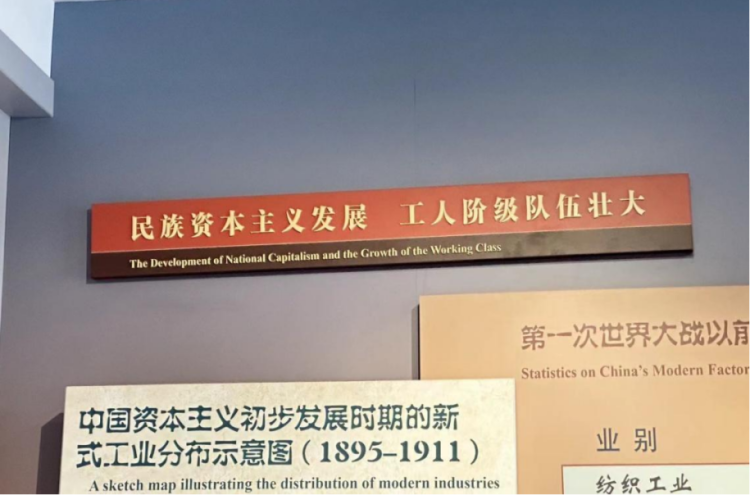 民族资本主义发展 工人阶级队伍壮大
The Development of National Capitalism and the Growth of the Working Class
第一次世界大战以前
Statistics on China's Modern Factor
业别
纺织工业
中国资本主义初步发展时期的新
式工业分布示意图（1895–1911）
A sketch map illustrating the distribution of modern industries